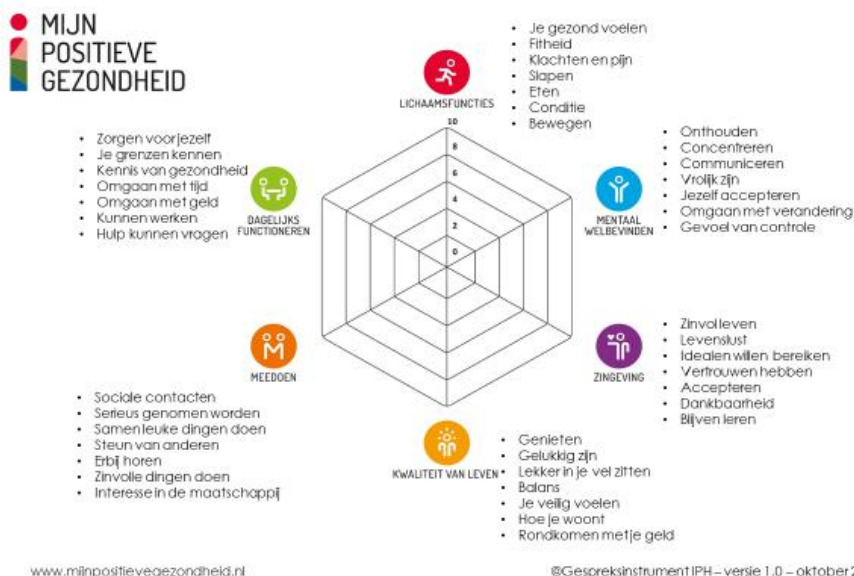 MIJN
POSITIEVE
GEZONDHEID
• Je gezond voelen
• Fitheid
• Klachten en pijn
• Slapen
• Eten
• Conditie
• Bewegen
LICHAAMSFUNCTIES
10
8
6
4
2
0
• Onthouden
• Concentreren
• Communiceren
• Vrolijk zijn
• Jezelf accepteren
• Omgaan met verandering
• Gevoel van controle
MENTAAL
WELBEVINDEN
• Zinvol leven
• Levenslust
• Idealen willen bereiken
• Vertrouwen hebben
• Accepteren
• Dankbaarheid
• Blijven leren
ZINGEVING
• Genieten
• Gelukkig zijn
• Lekker in je vel zitten
• Balans
• Je veilig voelen
• Hoe je woont
• Rondkomen met je geld
KWALITEIT VAN LEVEN
• Sociale contacten
• Serieus genomen worden
• Samen leuke dingen doen
• Steun van anderen
• Erbij horen
• Zinvolle dingen doen
• Interesse in de maatschappij
MEEDOEN
• Zorgen voor jezelf
• Je grenzen kennen
• Kennis van gezondheid
• Omgaan met tijd
• Omgaan met geld
• Kunnen werken
• Hulp kunnen vragen
DAGELIJKS
FUNCTIONEREN
www.mijnpositievegezondheid.nl
©Gespreksinstrument IPH – versie 1.0 – oktober 2